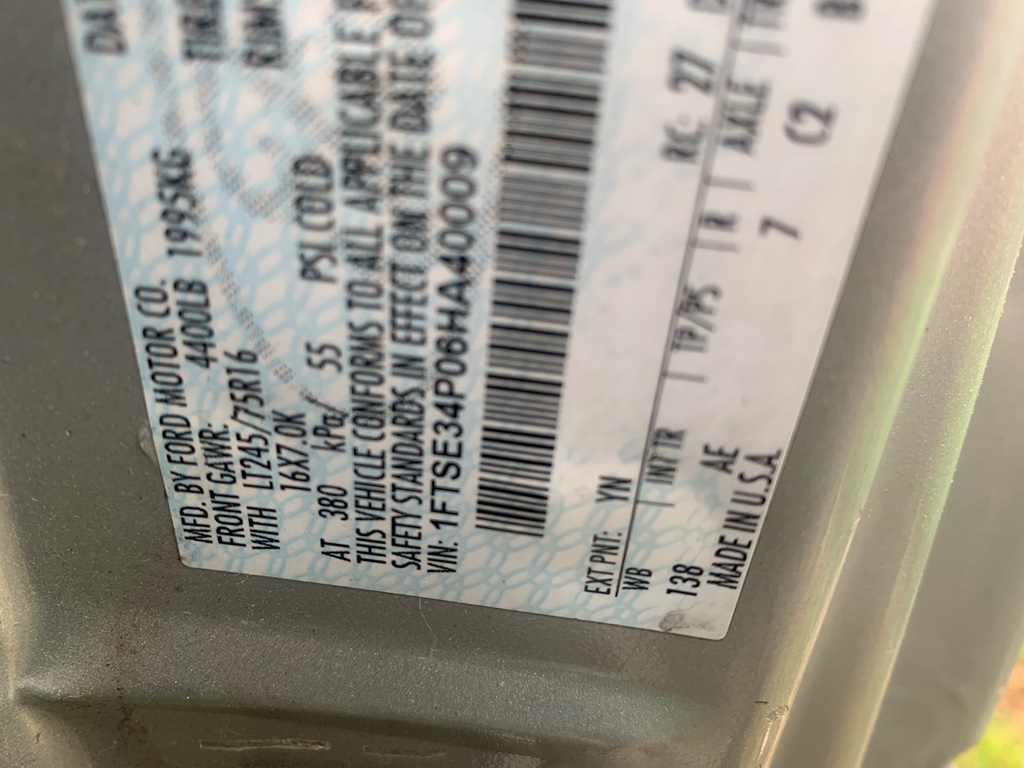 MFD. BY FORD MOTOR CO.
FRONT GAWR: 4400LB 1995KG
WITH LT245/75R16
16X7.0K
AT 380 kPa/ 55 PSI.COLD
THIS VEHICLE CONFORMS TO ALL APPLICABLE
SAFETY STANDARDS IN EFFECT ON THE DATE OF
VIN: 1FTSE34P06HAA40009
EXT PNT: YN RC: 27
WB INT TR TP/PS R AXLE
138 AE 7 C2
MADE IN U.S.A.